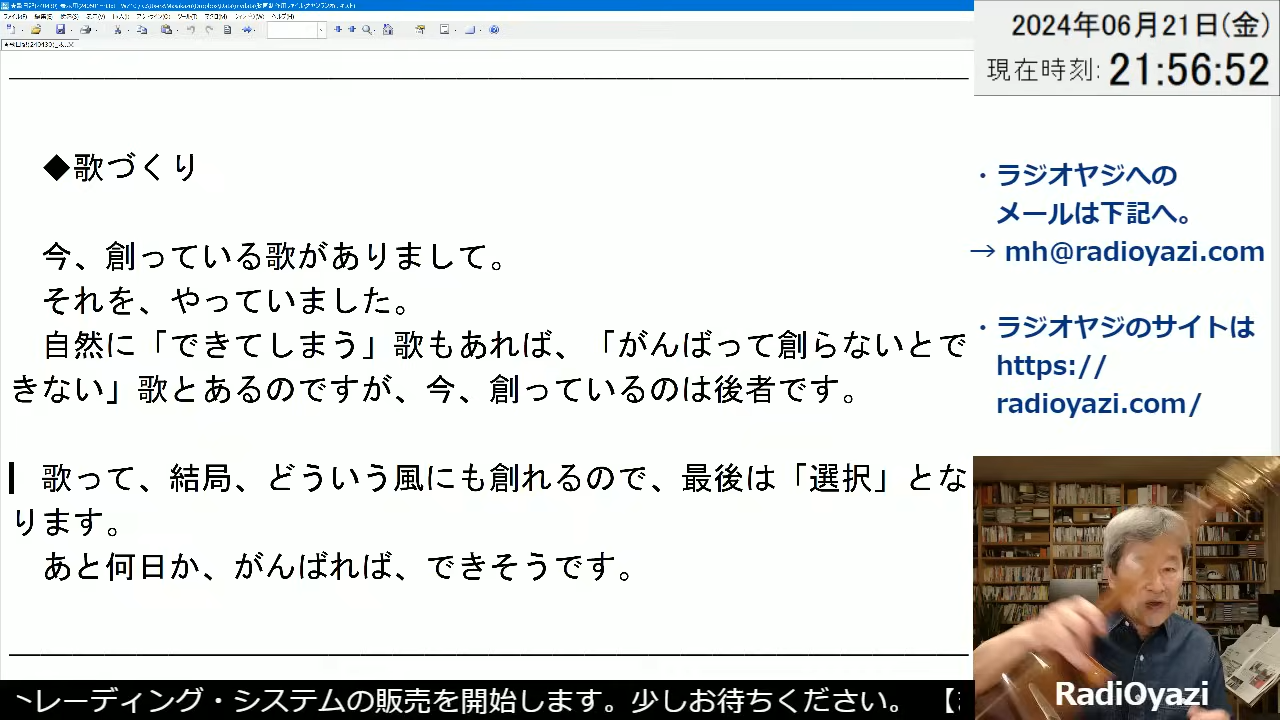 2024年06月21日(金)
現在時刻: 21:56:52
◆歌づくり
今、創っている歌がありまして。
それを、やっていました。
自然に「できてしまう」歌もあれば、「がんばって創らないとで
きない」歌とあるのですが、今、創っているのは後者です。
歌って、結局、どういう風にも創れるので、最後は「選択」とな
ります。
あと何日か、がんばれば、できそうです。
・ラジオヤジへの
メールは下記へ。
→ mh@radioyazi.com
・ラジオヤジのサイトは
https://
radioyazi.com/
RadiOyazi
レーディング・システムの販売を開始します。少しお待ちください。 【